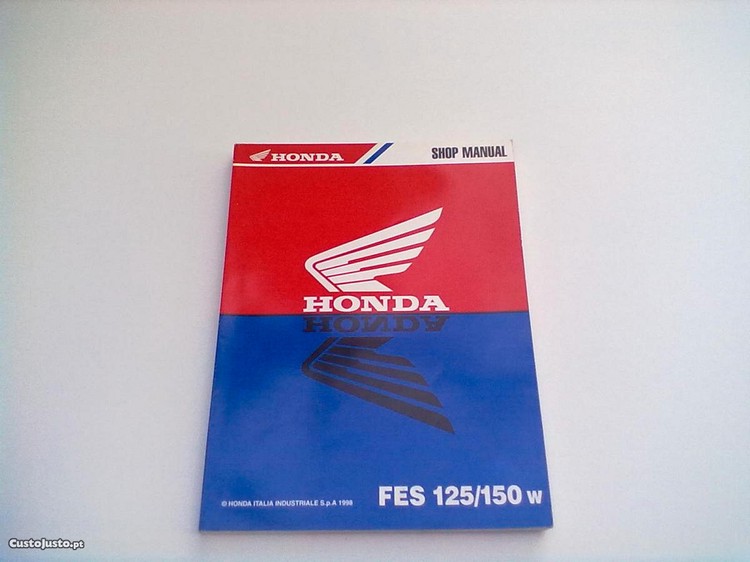 HONDA SHOP MANUAL
HONDA
HONDA
FES 125/150 W
© HONDA ITALIA INDUSTRIALE S.p.A 1998
CustoJusto.pt